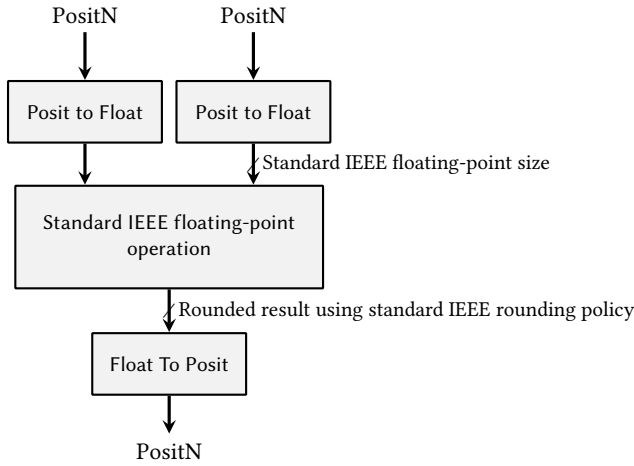 PositN PositN
Posit to Float Posit to Float
Standard IEEE floating-point size
Standard IEEE floating-point
operation
Rounded result using standard IEEE rounding policy
Float To Posit
PositN